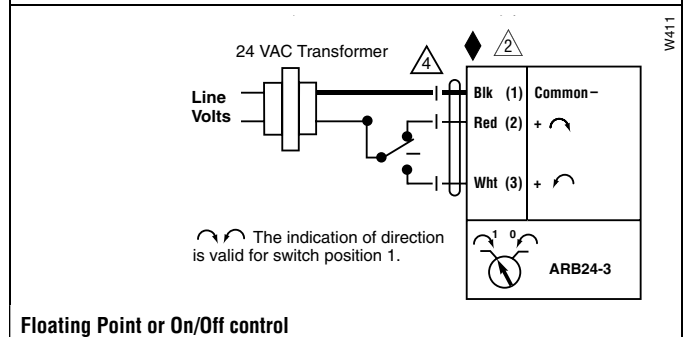 W411
24 VAC Transformer
4
2
Line
Volts
Blk (1) Common –
Red (2) +
Wht (3) +
The indication of direction
is valid for switch position 1.
1 0
ARB24-3
Floating Point or On/Off control